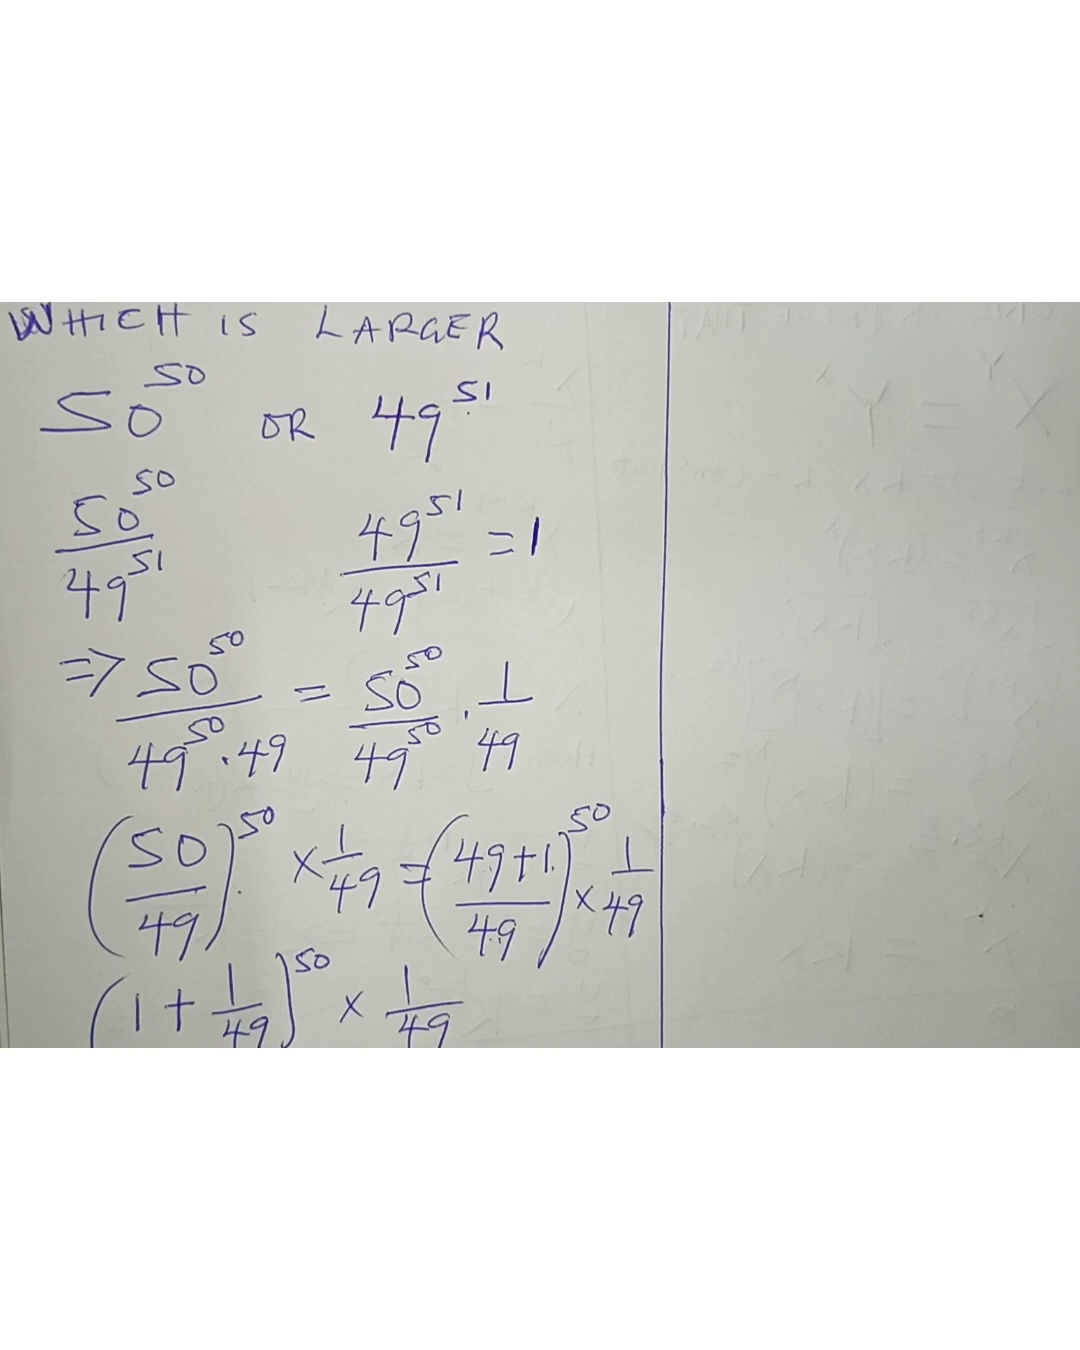 WHICH IS LARGER
50^50 OR 49^51
50^50/49^51 49^51/49^51 = 1
⇒ 50^50/(49^50 · 49) = 50^50/49^50 · 1/49
(50/49)^50 × 1/49 = ((49+1)/49)^50 × 1/49
(1 + 1/49)^50 × 1/49